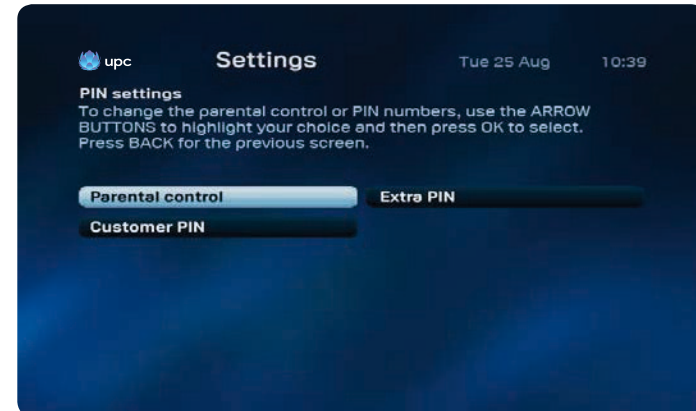 upc Settings Tue 25 Aug 10:39
PIN settings
To change the parental control or PIN numbers, use the ARROW
BUTTONS to highlight your choice and then press OK to select.
Press BACK for the previous screen.
Parental control Extra PIN
Customer PIN